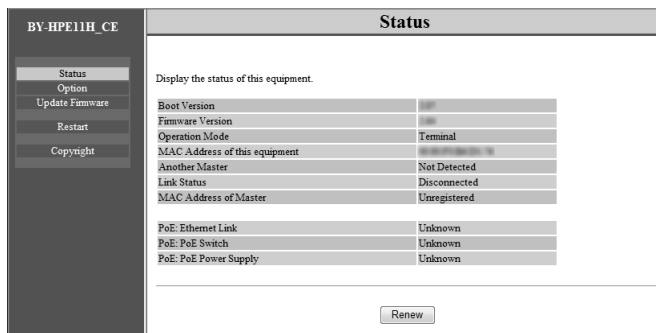 BY-HPE11H_CE
Status
Option
Update Firmware
Restart
Copyright
Status
Display the status of this equipment.
Boot Version
Firmware Version
Operation Mode Terminal
MAC Address of this equipment
Another Master Not Detected
Link Status Disconnected
MAC Address of Master Unregistered
PoE: Ethernet Link Unknown
PoE: PoE Switch Unknown
PoE: PoE Power Supply Unknown
Renew